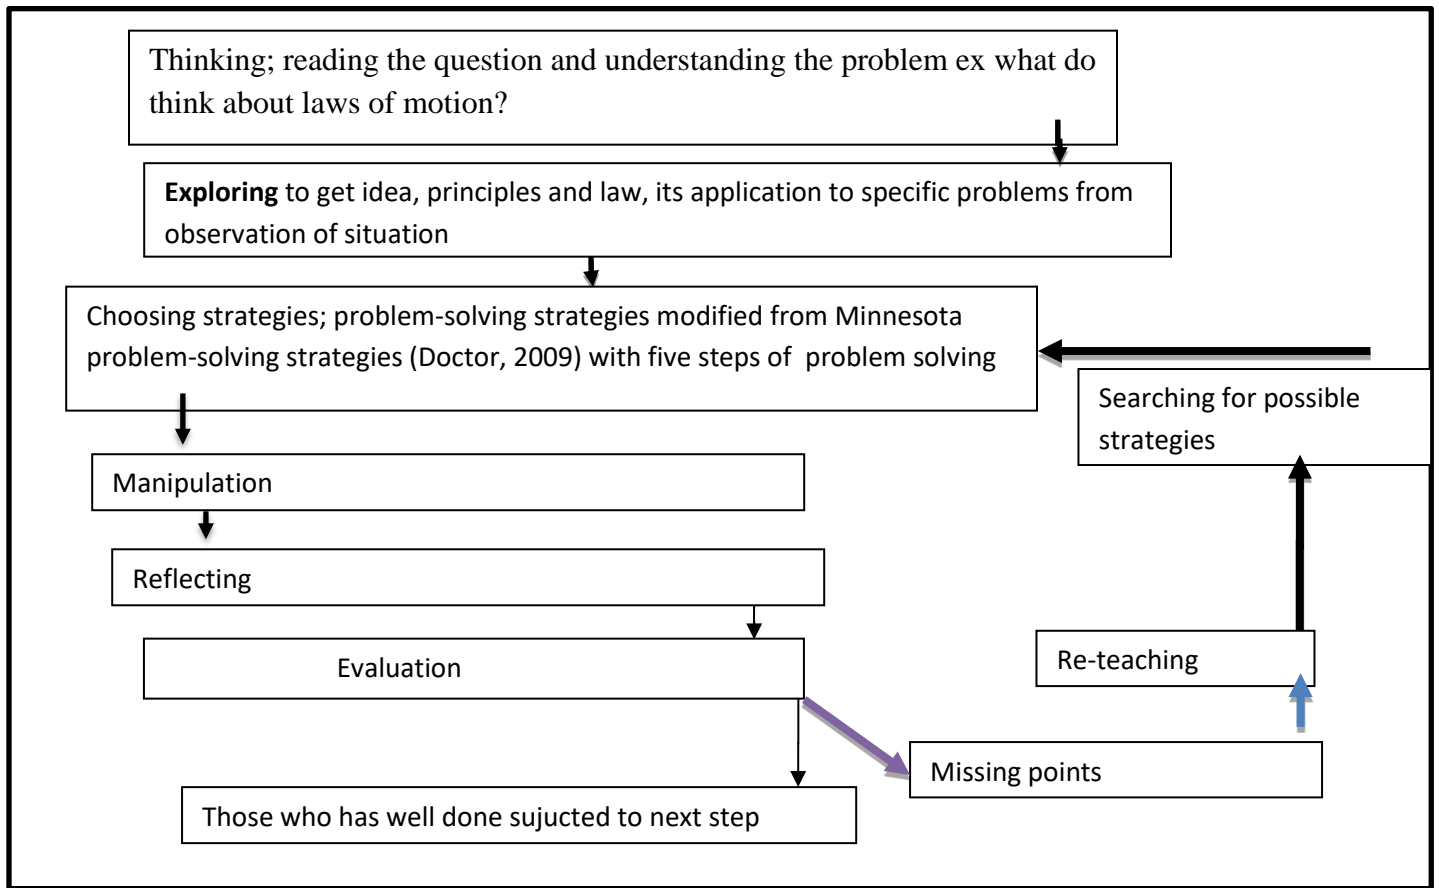 Thinking; reading the question and understanding the problem ex what do
think about laws of motion?
Exploring to get idea, principles and law, its application to specific problems from
observation of situation
Choosing strategies; problem-solving strategies modified from Minnesota
problem-solving strategies (Doctor, 2009) with five steps of problem solving
Searching for possible
strategies
Manipulation
Reflecting
Evaluation
Re-teaching
Missing points
Those who has well done sujucted to next step